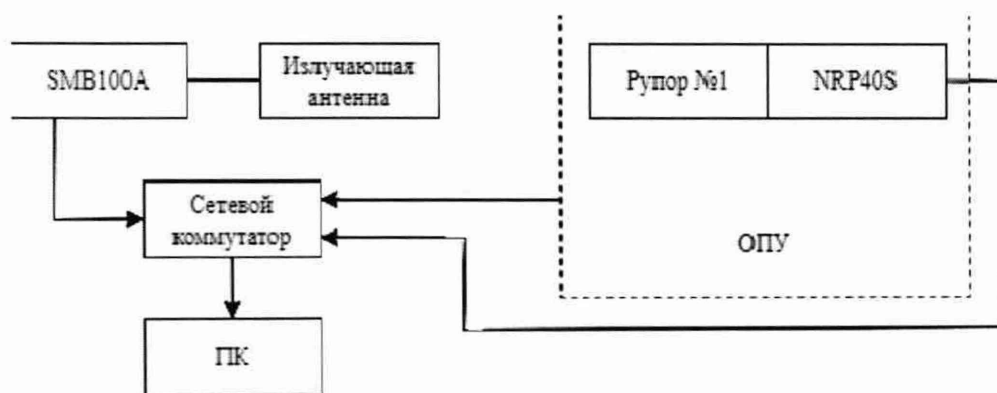 SMB100A
Излучающая
антенна
Рупор №1
NRP40S
Сетевой
коммутатор
ОПУ
ПК